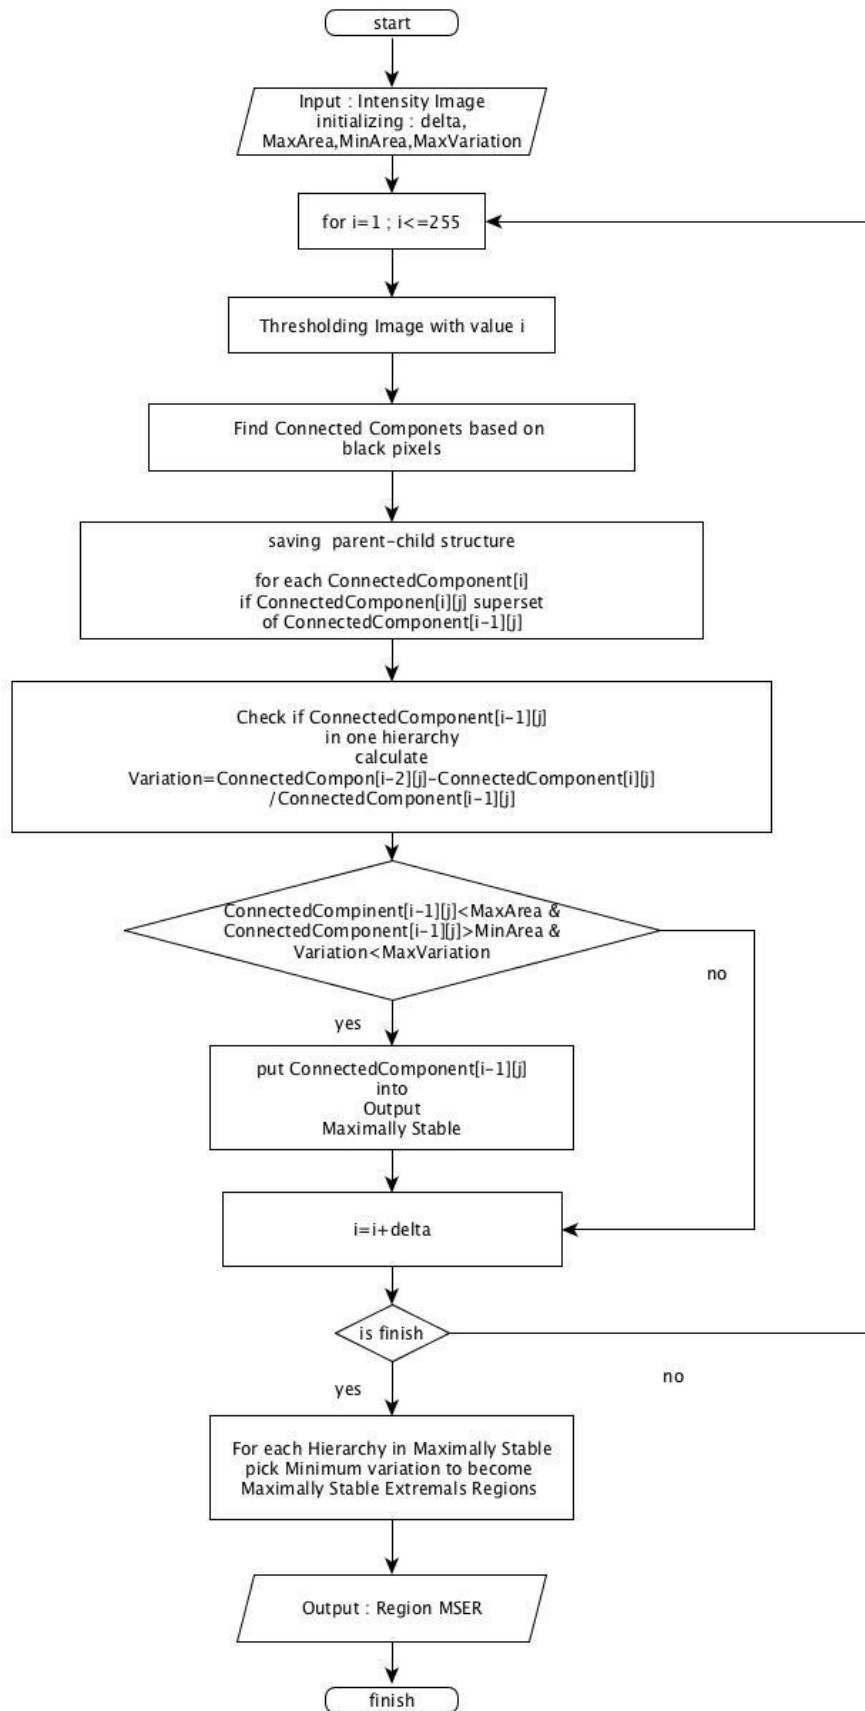 start
Input : Intensity Image
initializing : delta,
MaxArea,MinArea,MaxVariation
for i=1 ; i<=255
Thresholding Image with value i
Find Connected Componets based on
black pixels
saving parent-child structure
for each ConnectedComponent[i]
if ConnectedComponen[i][j] superset
of ConnectedComponent[i-1][j]
Check if ConnectedComponent[i-1][j]
in one hierarchy
calculate
Variation=ConnectedCompon[i-2][j]-ConnectedComponent[i][j]
/ConnectedComponent[i-1][j]
ConnectedCompinent[i-1][j]<MaxArea &
ConnectedComponent[i-1][j]>MinArea &
Variation<MaxVariation
no
yes
put ConnectedComponent[i-1][j]
into
Output
Maximally Stable
i=i+delta
is finish
no
yes
For each Hierarchy in Maximally Stable
pick Minimum variation to become
Maximally Stable Extremals Regions
Output : Region MSER
finish